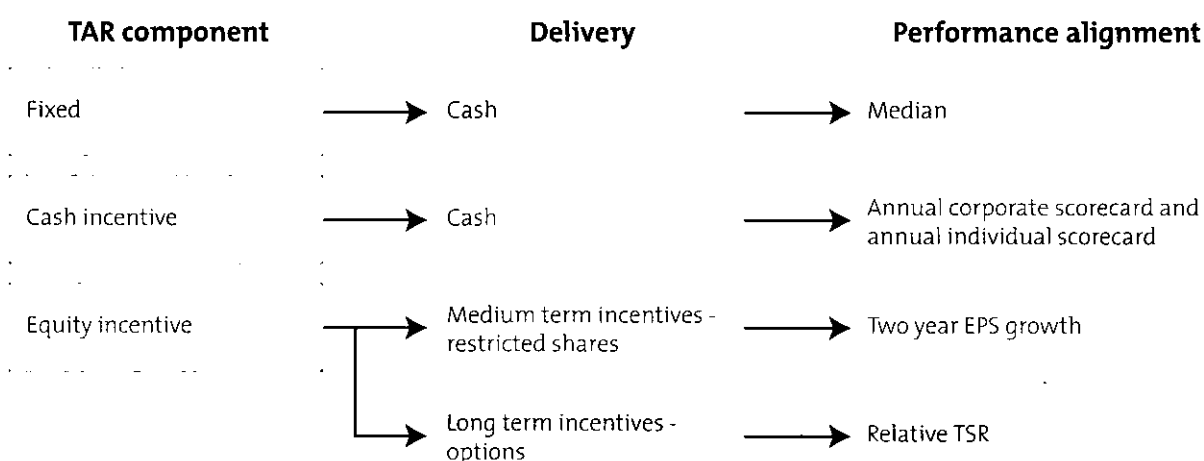 TAR component Delivery Performance alignment
Fixed Cash Median
Cash incentive Cash Annual corporate scorecard and
annual individual scorecard
Equity incentive Medium term incentives - Two year EPS growth
restricted shares
Long term incentives - Relative TSR
options